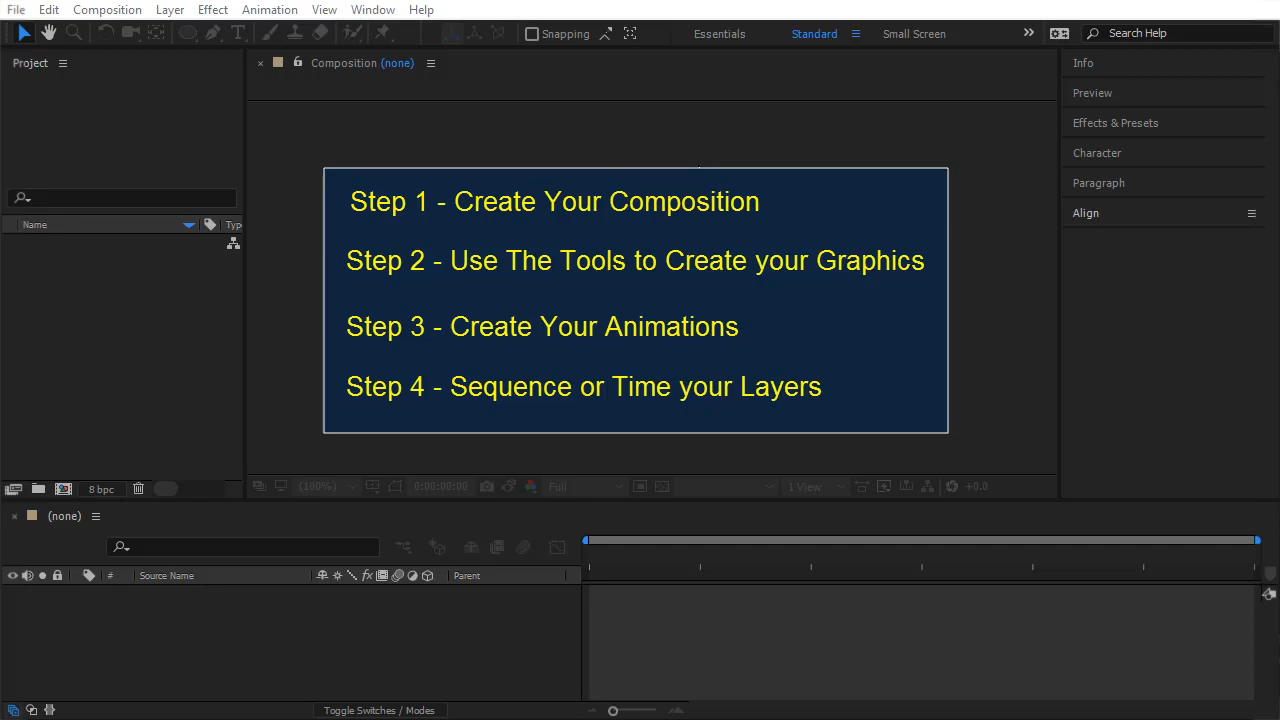 File Edit Composition Layer Effect Animation View Window Help
Snapping Essentials Standard Small Screen » Search Help
Project Composition (none) Info
Preview
Effects & Presets
Character
Paragraph
Align
Name Typ
Step 1 - Create Your Composition
Step 2 - Use The Tools to Create your Graphics
Step 3 - Create Your Animations
Step 4 - Sequence or Time your Layers
8 bpc (100%) 0:00:00:00 Full 1 View +0.0
(none)
# Source Name fx Parent
Toggle Switches / Modes